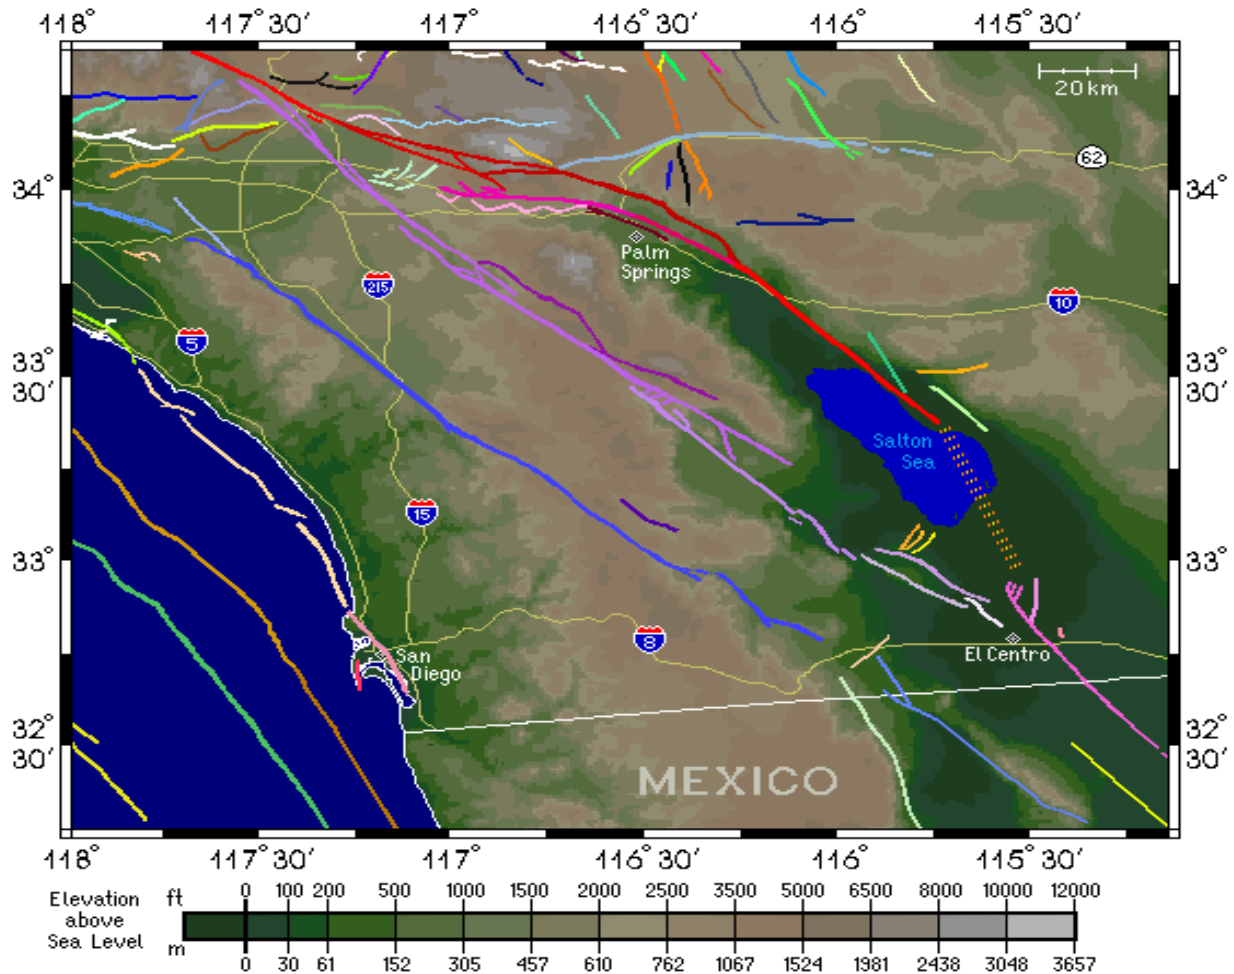 118° 117° 30′ 117° 116° 30′ 116° 115° 30′
20 km
62
34° 34°
Palm
Springs
215
10
5
33° 33°
30′ 30′
Salton
Sea
15
33° 33°
8
San
Diego
El Centro
32° 32°
30′ 30′
MEXICO
118° 117° 30′ 117° 116° 30′ 116° 115° 30′
Elevation
above
Sea Level
ft 0 100 200 500 1000 1500 2000 2500 3500 5000 6500 8000 10000 12000
m 0 30 61 152 305 457 610 762 1067 1524 1981 2438 3048 3657